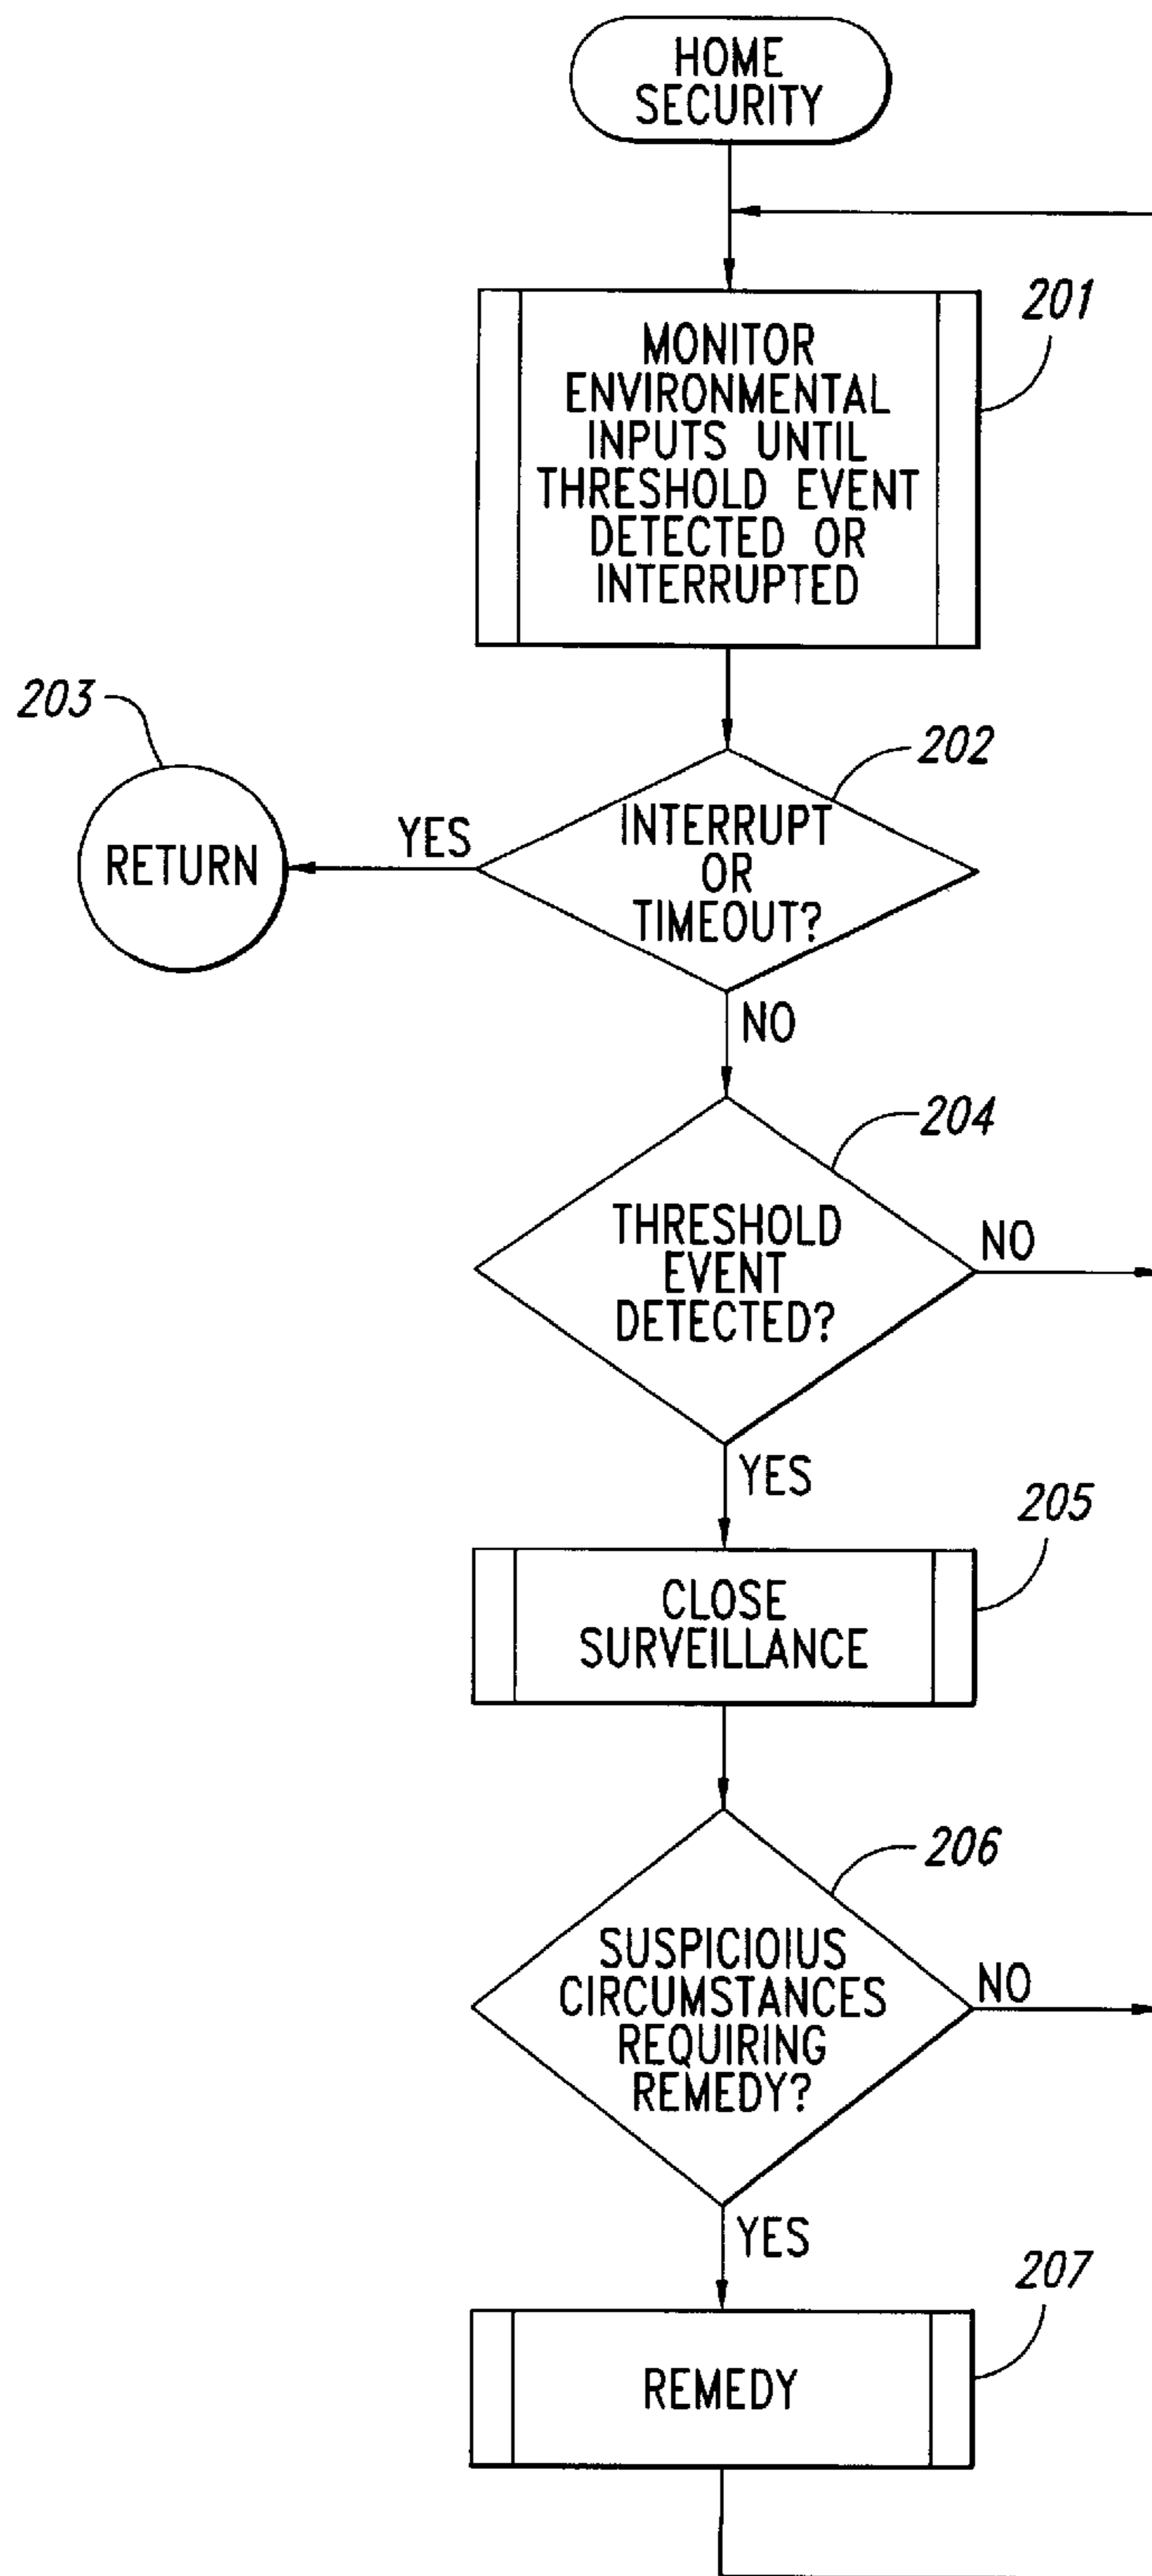 HOME
SECURITY
201
MONITOR
ENVIRONMENTAL
INPUTS UNTIL
THRESHOLD EVENT
DETECTED OR
INTERRUPTED
203
202
RETURN
YES
INTERRUPT
OR
TIMEOUT?
NO
204
THRESHOLD
EVENT
DETECTED?
NO
YES
205
CLOSE
SURVEILLANCE
206
SUSPICIOIUS
CIRCUMSTANCES
REQUIRING
REMEDY?
NO
YES
207
REMEDY